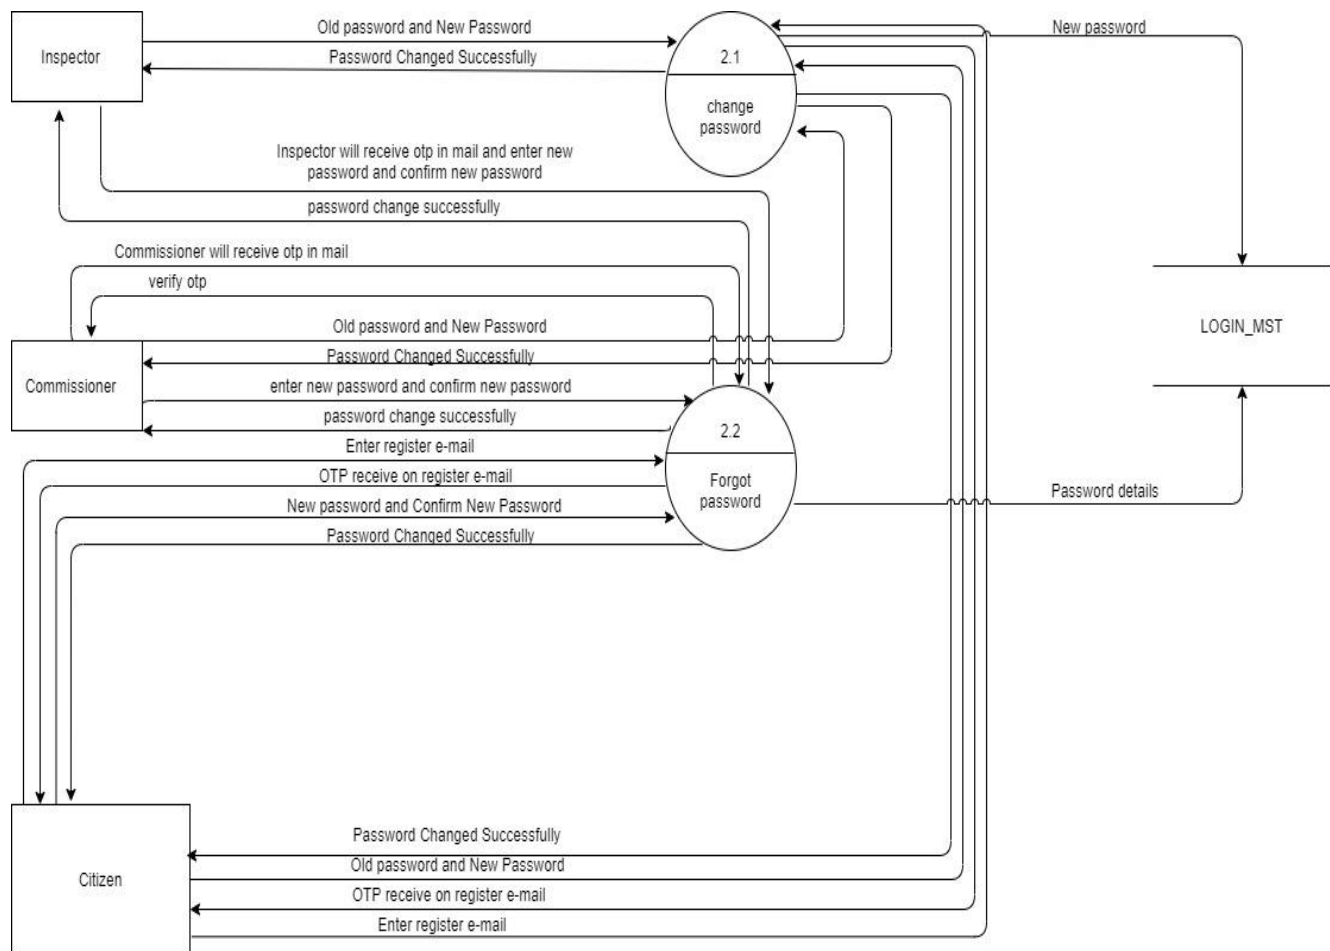 Old password and New Password
New password
Inspector
Password Changed Successfully
2.1
change
password
Inspector will receive otp in mail and enter new
password and confirm new password
password change successfully
Commissioner will receive otp in mail
verify otp
Old password and New Password
LOGIN_MST
Password Changed Successfully
Commissioner
enter new password and confirm new password
password change successfully
2.2
Enter register e-mail
OTP receive on register e-mail
Forgot
password
Password details
New password and Confirm New Password
Password Changed Successfully
Password Changed Successfully
Old password and New Password
Citizen
OTP receive on register e-mail
Enter register e-mail